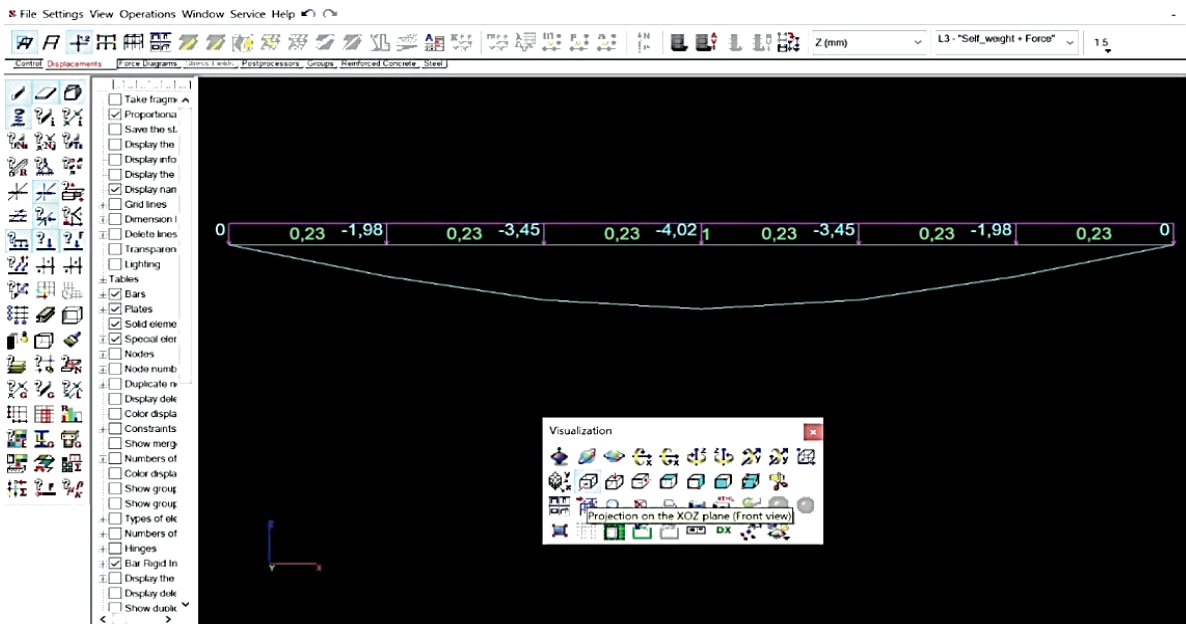 File Settings View Operations Window Service Help
Z (mm)
L3 - "Self_weight + Force"
15
Control Displacements Force Diagrams Stress Fields Postprocessors Groups Reinforced Concrete Steel
Take fragm
Proportiona
Save the st.
Display the
Display info
Display the
Display nan
Grid lines
Dimension l
Delete lines
Transparen
Lighting
Tables
Bars
Plates
Solid eleme
Special eler
Nodes
Node numb
Duplicate n
Display dele
Color displa
Constraints
Show merg
Numbers of
Color displa
Show group
Show group
Types of ele
Numbers of
Hinges
Bar Rigid In
Display the
Display dele
Show duplic
0 0,23 -1,98 0,23 -3,45 0,23 -4,02 1 0,23 -3,45 0,23 -1,98 0,23 0
Visualization
Projection on the XOZ plane (Front view)
DX
Y X